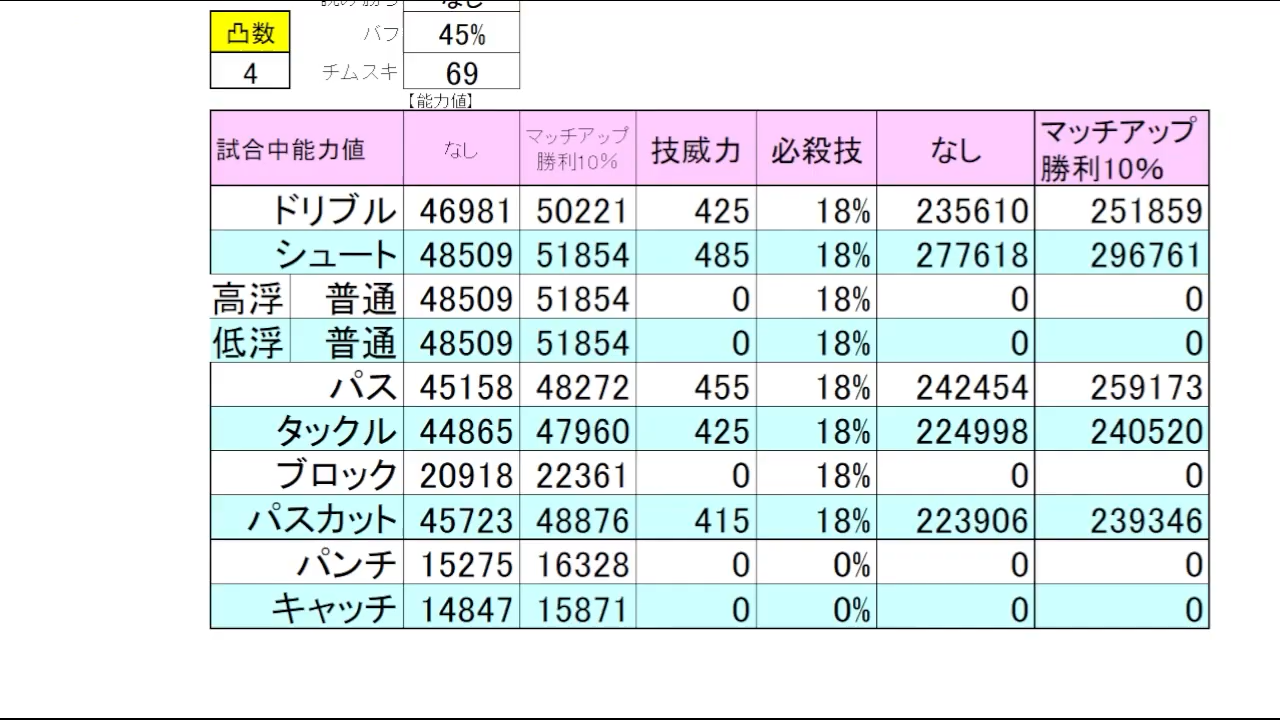 凸数 バフ 45%
4 チムスキ 69
【能力値】
試合中能力値 なし マッチアップ勝利10% 技威力 必殺技 なし マッチアップ勝利10%
ドリブル 46981 50221 425 18% 235610 251859
シュート 48509 51854 485 18% 277618 296761
高浮 普通 48509 51854 0 18% 0 0
低浮 普通 48509 51854 0 18% 0 0
パス 45158 48272 455 18% 242454 259173
タックル 44865 47960 425 18% 224998 240520
ブロック 20918 22361 0 18% 0 0
パスカット 45723 48876 415 18% 223906 239346
パンチ 15275 16328 0 0% 0 0
キャッチ 14847 15871 0 0% 0 0